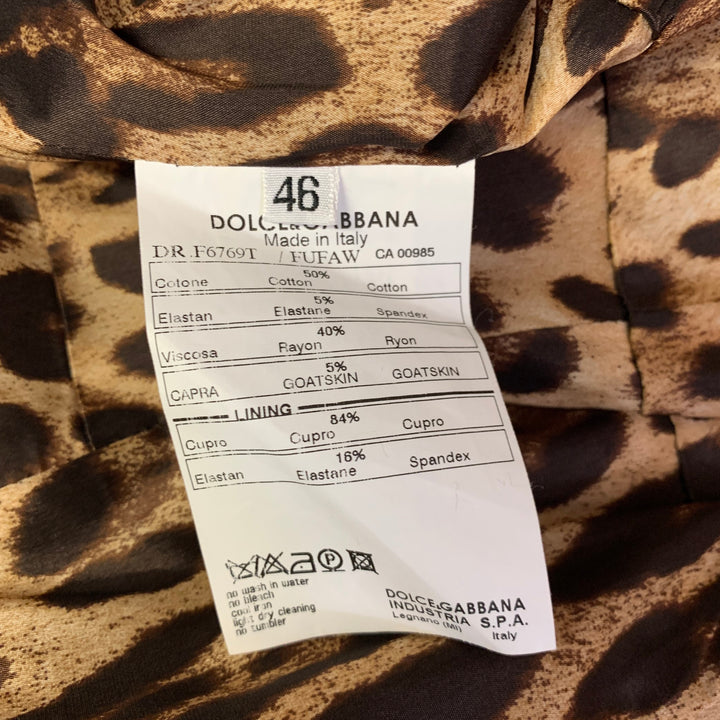 46
DOLCE&GABBANA
Made in Italy
DR.F6769T / FUFAW CA 00985
50%
Cotone Cotton Cotton
5%
Elastan Elastane Spandex
40%
Viscosa Rayon Ryon
5%
CAPRA GOATSKIN GOATSKIN
LINING
84%
Cupro Cupro Cupro
16%
Elastan Elastane Spandex
no wash in water
no bleach
cool iron
light dry cleaning
no tumbler
DOLCE&GABBANA
INDUSTRIA S.P.A.
Legnano (MI)
Italy